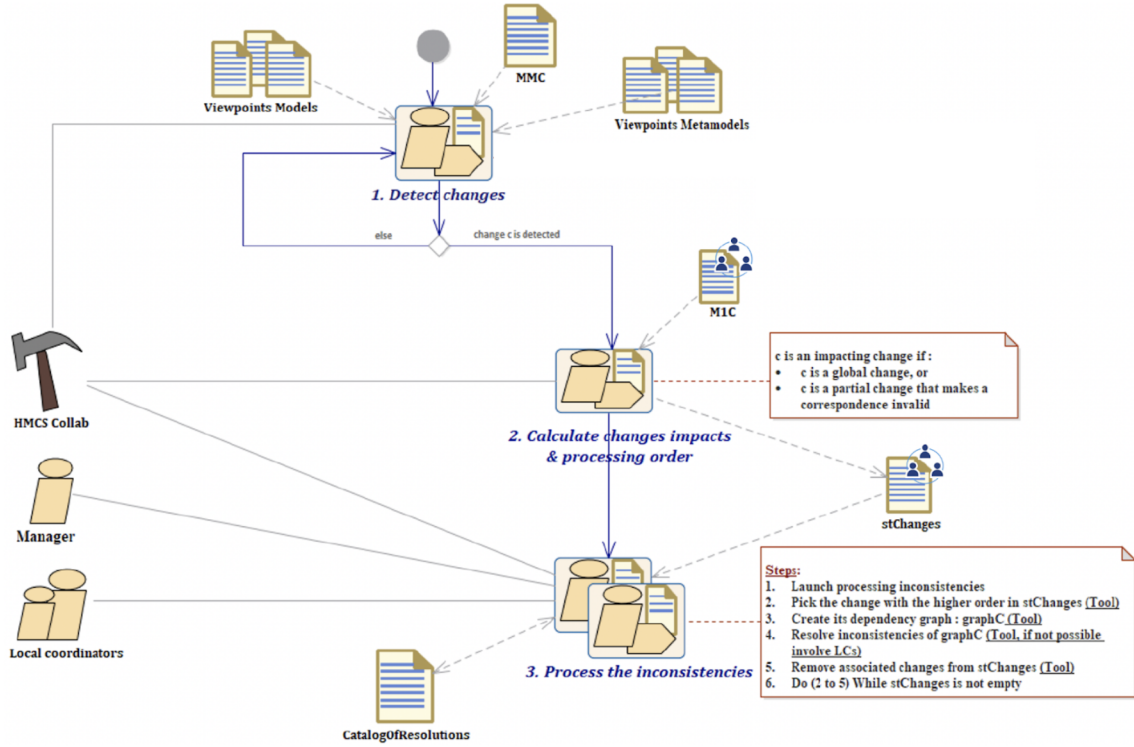 MMC
Viewpoints Models
Viewpoints Metamodels
1. Detect changes
else
change c is detected
M1C
c is an impacting change if :
• c is a global change, or
• c is a partial change that makes a
correspondence invalid
HMCS Collab
2. Calculate changes impacts
& processing order
stChanges
Manager
Steps:
1. Launch processing inconsistencies
2. Pick the change with the higher order in stChanges (Tool)
3. Create its dependency graph : graphC (Tool)
4. Resolve inconsistencies of graphC (Tool, if not possible
involve LCs)
5. Remove associated changes from stChanges (Tool)
6. Do (2 to 5) While stChanges is not empty
Local coordinators
3. Process the inconsistencies
CatalogOfResolutions